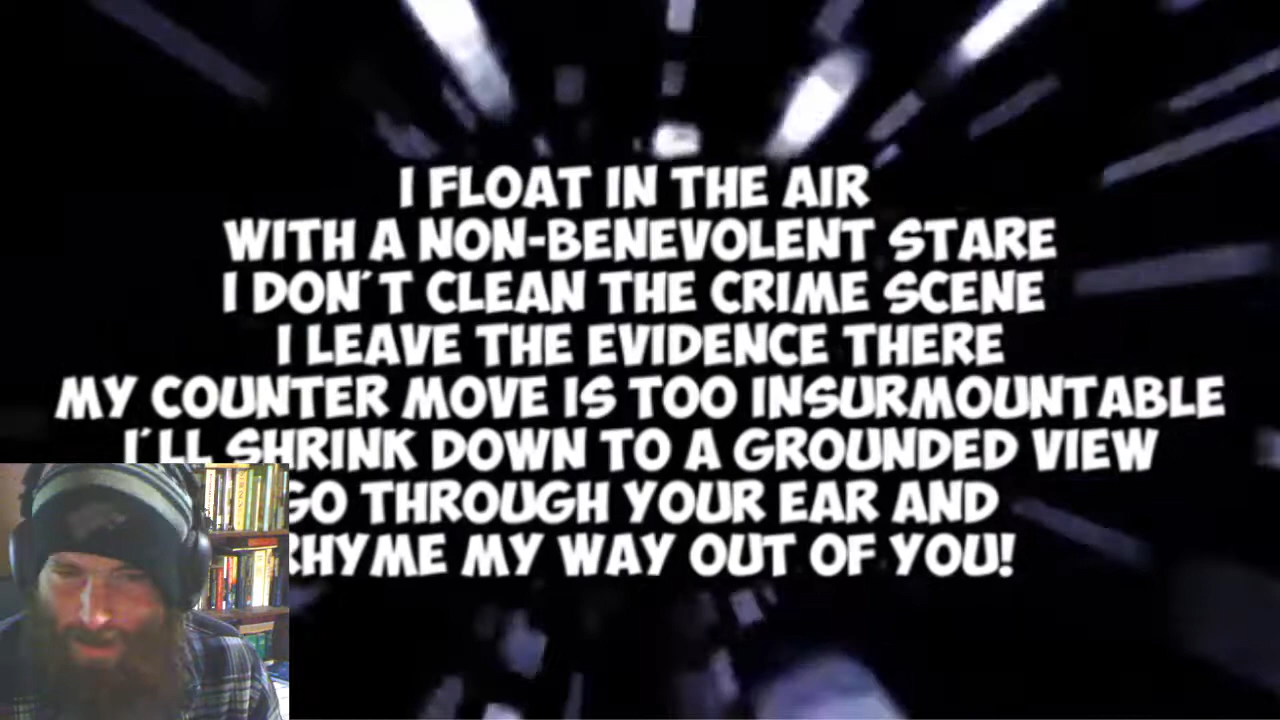 I FLOAT IN THE AIR
WITH A NON-BENEVOLENT STARE
I DON´T CLEAN THE CRIME SCENE
I LEAVE THE EVIDENCE THERE
MY COUNTER MOVE IS TOO INSURMOUNTABLE
I´LL SHRINK DOWN TO A GROUNDED VIEW
GO THROUGH YOUR EAR AND
RHYME MY WAY OUT OF YOU!